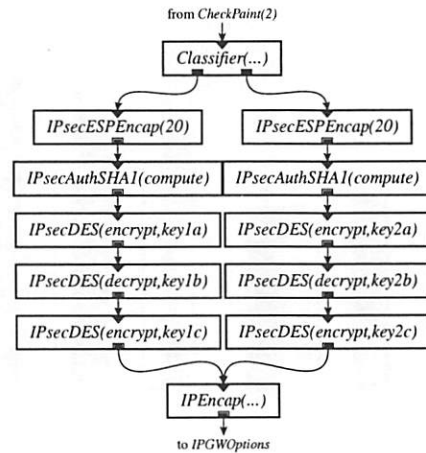 from CheckPaint(2)
Classifier(...)
IPsecESPEncap(20)
IPsecESPEncap(20)
IPsecAuthSHA1(compute)
IPsecAuthSHA1(compute)
IPsecDES(encrypt,key1a)
IPsecDES(encrypt,key2a)
IPsecDES(decrypt,key1b)
IPsecDES(decrypt,key2b)
IPsecDES(encrypt,key1c)
IPsecDES(encrypt,key2c)
IPEncap(...)
to IPGWOptions